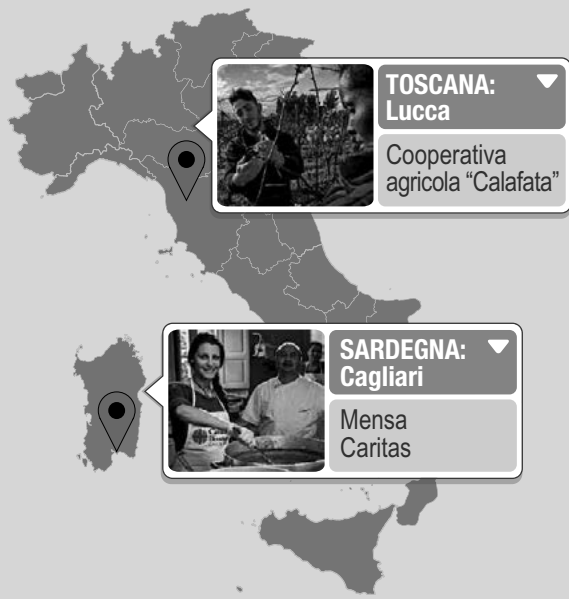 TOSCANA:
Lucca
Cooperativa
agricola “Calafata”
SARDEGNA:
Cagliari
Mensa
Caritas